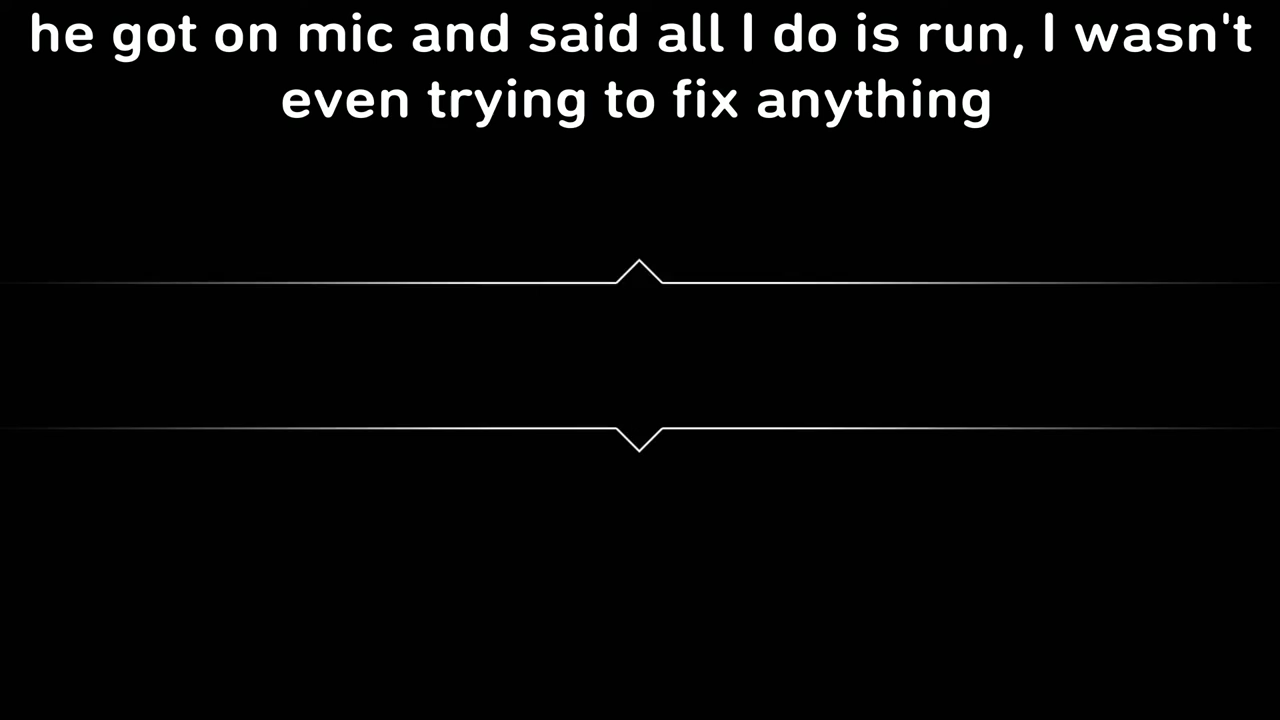 he got on mic and said all I do is run, I wasn't
even trying to fix anything